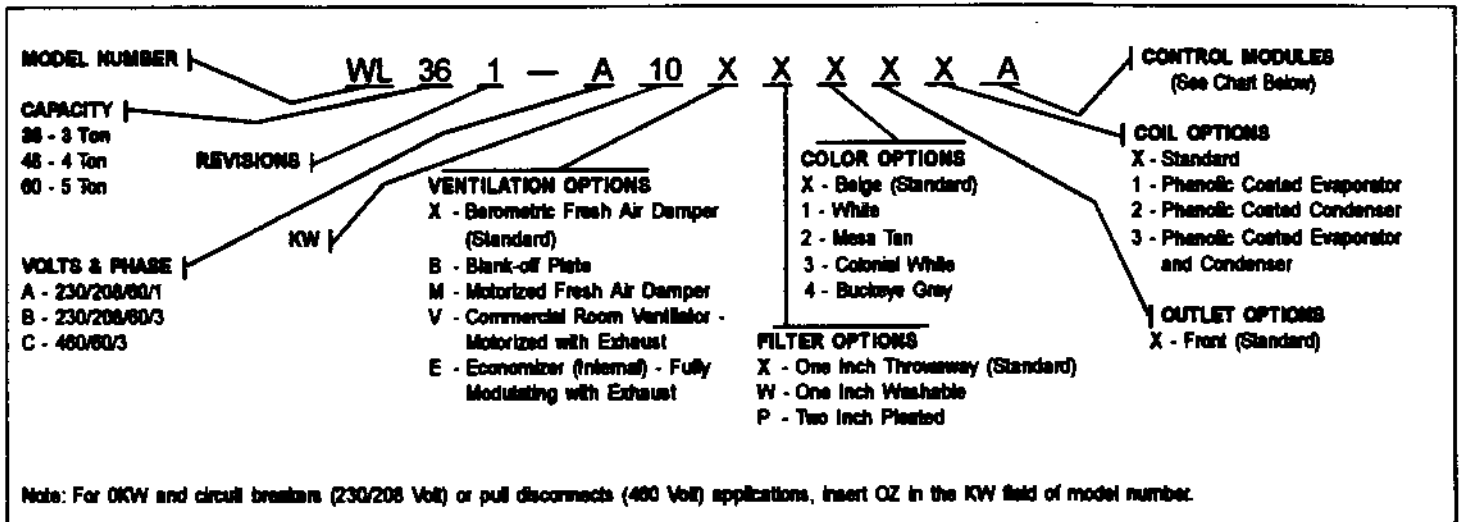 MODEL NUMBER
WL 36 1 — A 10 X X X X X A
CONTROL MODULES
(See Chart Below)
CAPACITY
36 - 3 Ton
48 - 4 Ton
60 - 5 Ton
REVISIONS
KW
VOLTS & PHASE
A - 230/208/60/1
B - 230/208/60/3
C - 460/60/3
VENTILATION OPTIONS
X - Barometric Fresh Air Damper
(Standard)
B - Blank-off Plate
M - Motorized Fresh Air Damper
V - Commercial Room Ventilator -
Motorized with Exhaust
E - Economizer (Internal) - Fully
Modulating with Exhaust
COLOR OPTIONS
X - Beige (Standard)
1 - White
2 - Mesa Tan
3 - Colonial White
4 - Buckeye Gray
FILTER OPTIONS
X - One Inch Throwaway (Standard)
W - One Inch Washable
P - Two Inch Pleated
COIL OPTIONS
X - Standard
1 - Phenolic Coated Evaporator
2 - Phenolic Coated Condenser
3 - Phenolic Coated Evaporator
and Condenser
OUTLET OPTIONS
X - Front (Standard)
Note: For 0KW and circuit breakers (230/208 Volt) or pull disconnects (460 Volt) applications, insert OZ in the KW field of model number.